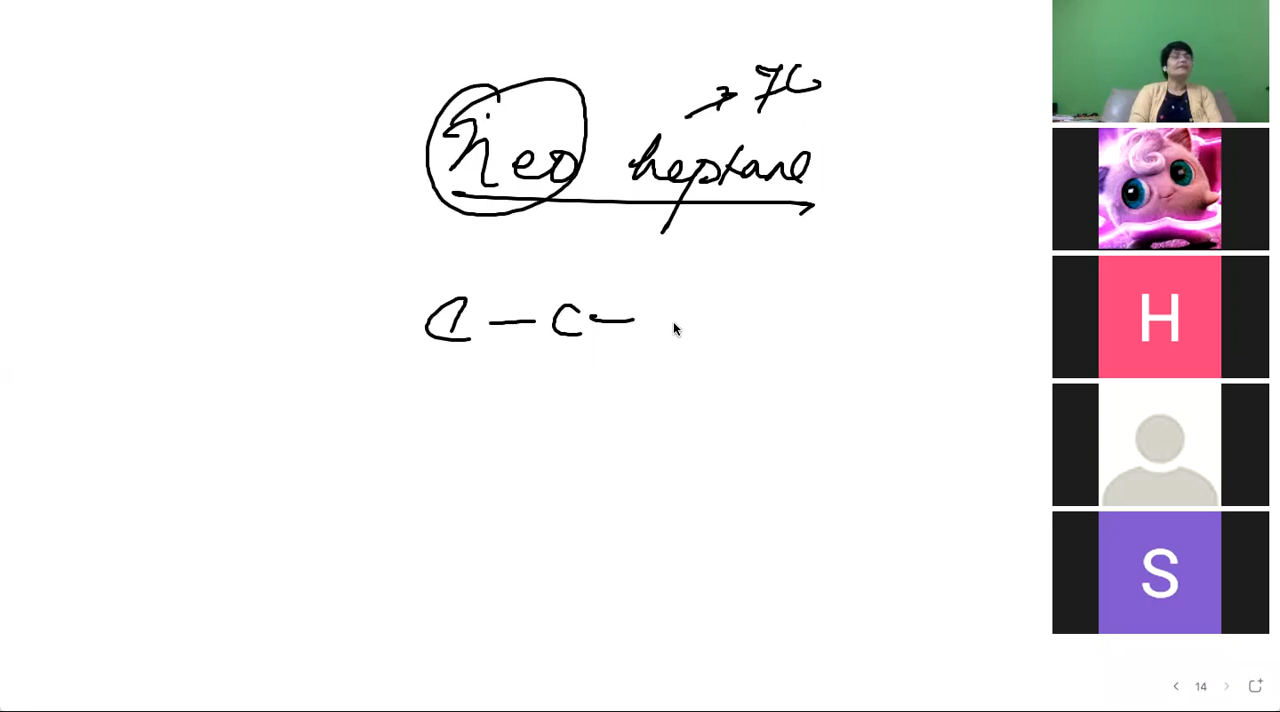 7C
neo heptane
C — C —
H
S
14